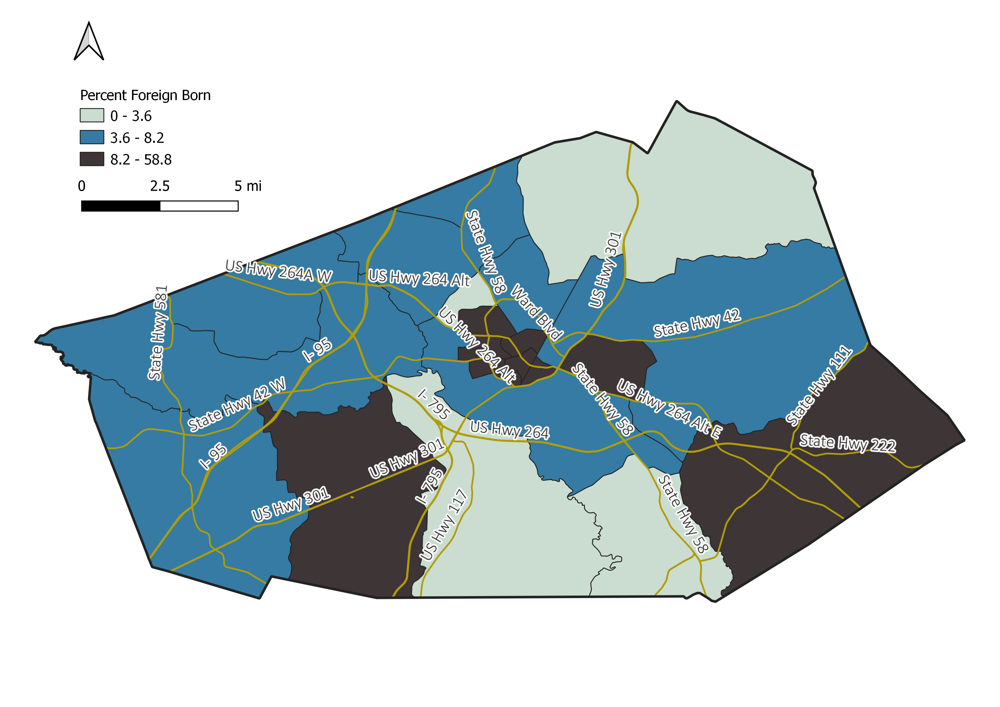 Percent Foreign Born
0 - 3.6
3.6 - 8.2
8.2 - 58.8
0 2.5 5 mi
State Hwy 58
US Hwy 301
US Hwy 264A W
US Hwy 264 Alt
State Hwy 581
Ward Blvd
US Hwy 264 Alt
State Hwy 42
I- 95
State Hwy 111
State Hwy 42 W
State Hwy 58
US Hwy 264 Alt E
I- 795
US Hwy 264
State Hwy 222
I- 95
US Hwy 301
I- 795
US Hwy 301
US Hwy 117
State Hwy 58